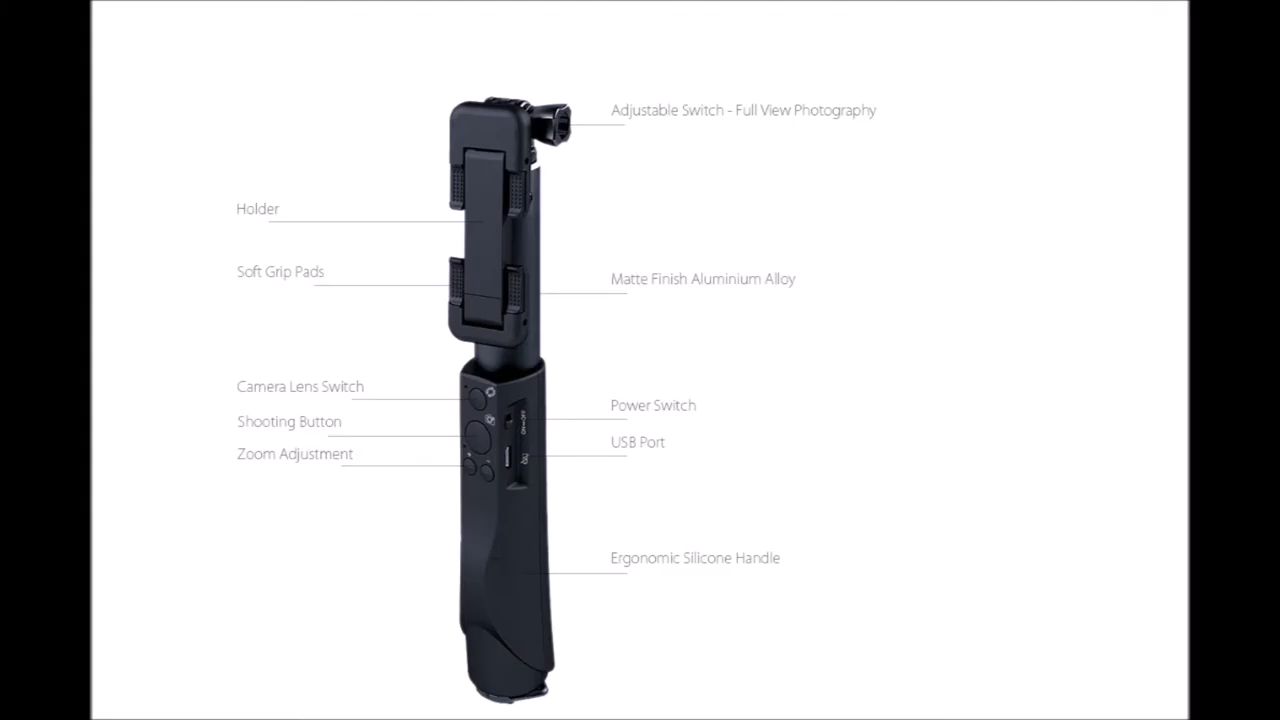 Adjustable Switch - Full View Photography
Holder
Soft Grip Pads
Matte Finish Aluminium Alloy
Camera Lens Switch
Power Switch
Shooting Button
USB Port
Zoom Adjustment
Ergonomic Silicone Handle